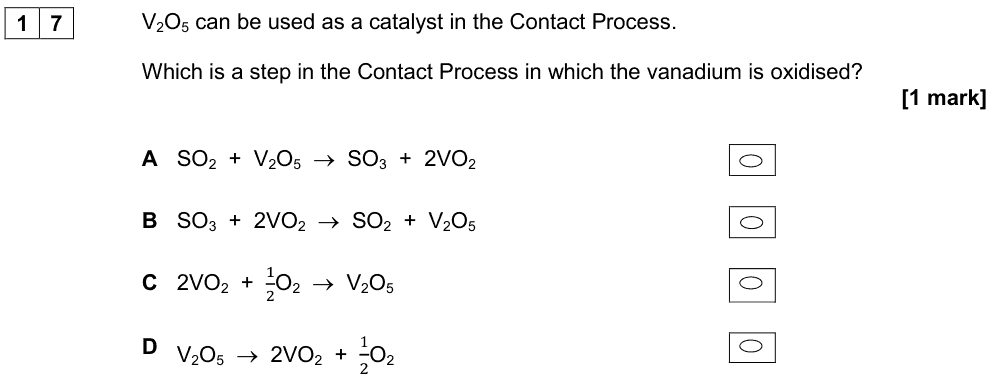 1 7 V₂O₅ can be used as a catalyst in the Contact Process.
Which is a step in the Contact Process in which the vanadium is oxidised?
[1 mark]
A SO₂ + V₂O₅ → SO₃ + 2VO₂
B SO₃ + 2VO₂ → SO₂ + V₂O₅
C 2VO₂ + ½O₂ → V₂O₅
D V₂O₅ → 2VO₂ + ½O₂